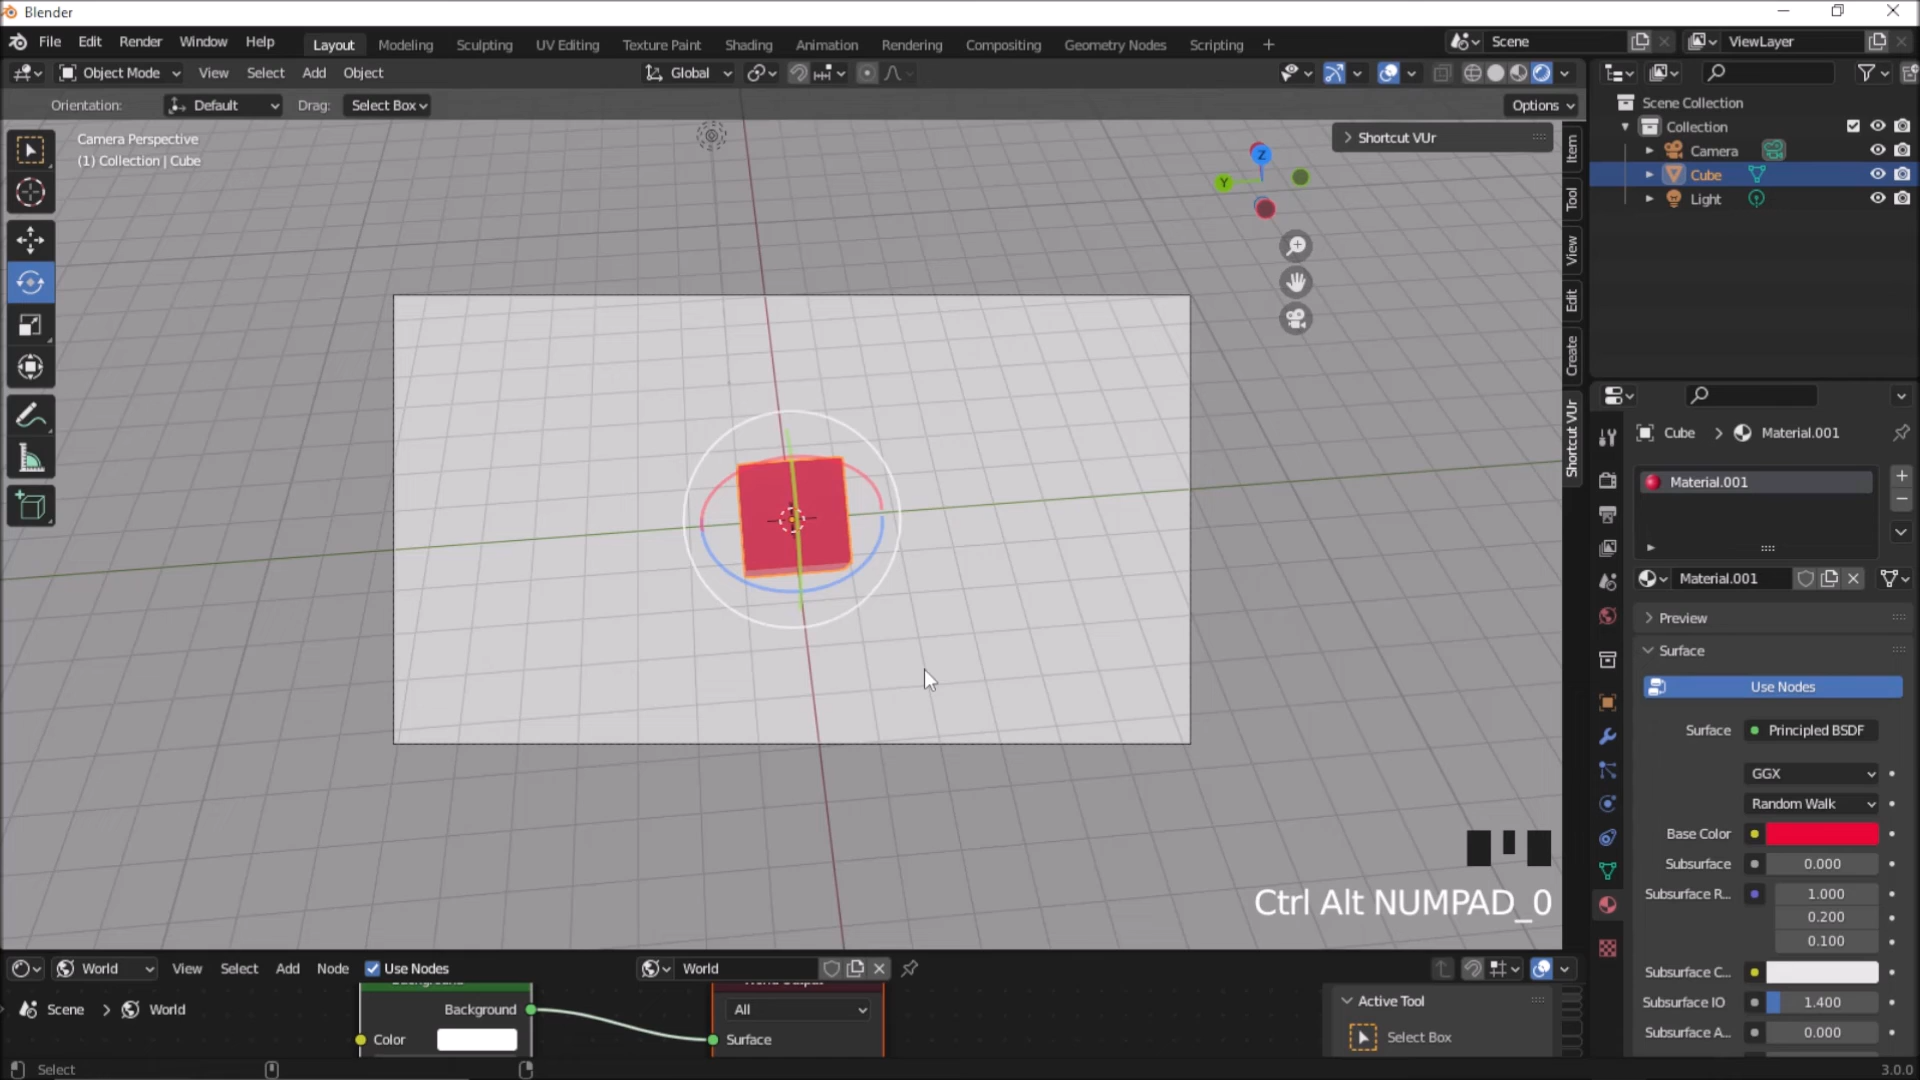 Blender
File Edit Render Window Help Layout Modeling Sculpting UV Editing Texture Paint Shading Animation Rendering Compositing Geometry Nodes Scripting + Scene ViewLayer
Object Mode View Select Add Object Global
Orientation: Default Drag: Select Box Options
Camera Perspective
(1) Collection | Cube
Shortcut VUr
Z
Y
Item
Tool
View
Edit
Create
Shortcut VUr
Scene Collection
Collection
Camera
Cube
Light
Cube > Material.001
Material.001
Material.001
Preview
Surface
Use Nodes
Surface Principled BSDF
GGX
Random Walk
Base Color
Subsurface 0.000
Subsurface R... 1.000
0.200
0.100
Subsurface C...
Subsurface IO 1.400
Subsurface A... 0.000
Ctrl Alt NUMPAD_0
World View Select Add Node Use Nodes World
Scene > World
Background
Color
All
Surface
Active Tool
Select Box
Select
3.0.0